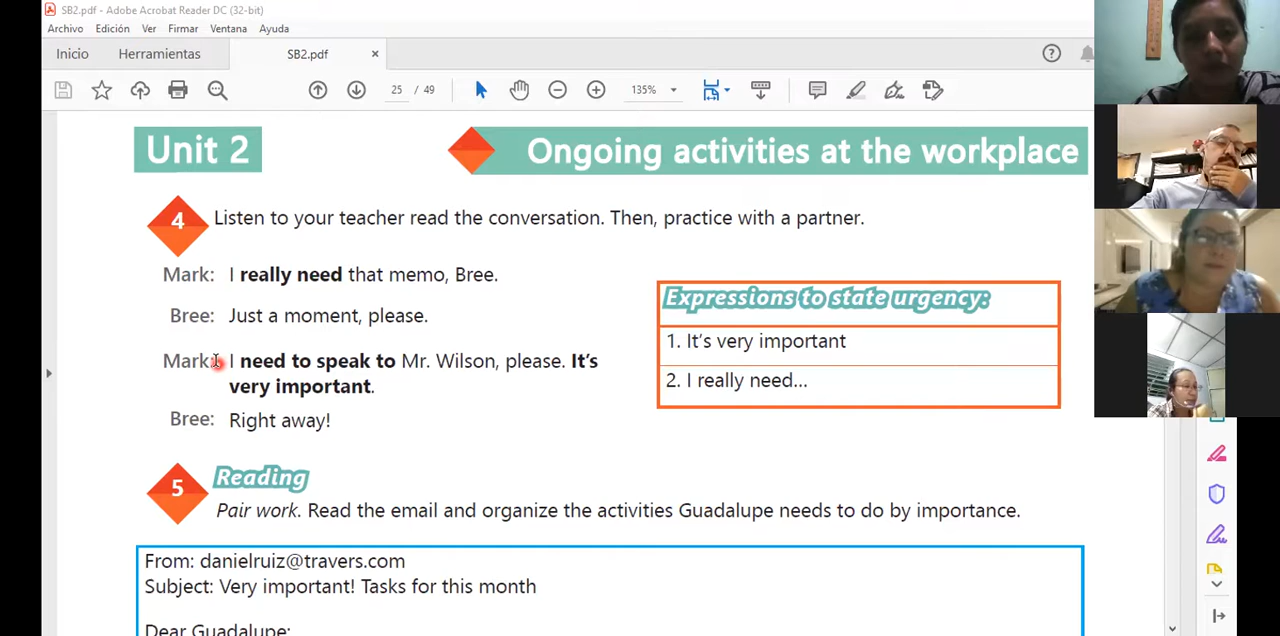 SB2.pdf - Adobe Acrobat Reader DC (32-bit)
Archivo Edición Ver Firmar Ventana Ayuda
Inicio Herramientas SB2.pdf ×
25 / 49 135%
Unit 2 Ongoing activities at the workplace
4 Listen to your teacher read the conversation. Then, practice with a partner.
Mark: I really need that memo, Bree.
Bree: Just a moment, please.
Mark: I need to speak to Mr. Wilson, please. It's
very important.
Bree: Right away!
Expressions to state urgency:
1. It's very important
2. I really need...
5 Reading
Pair work. Read the email and organize the activities Guadalupe needs to do by importance.
From: danielruiz@travers.com
Subject: Very important! Tasks for this month
Dear Guadalupe: